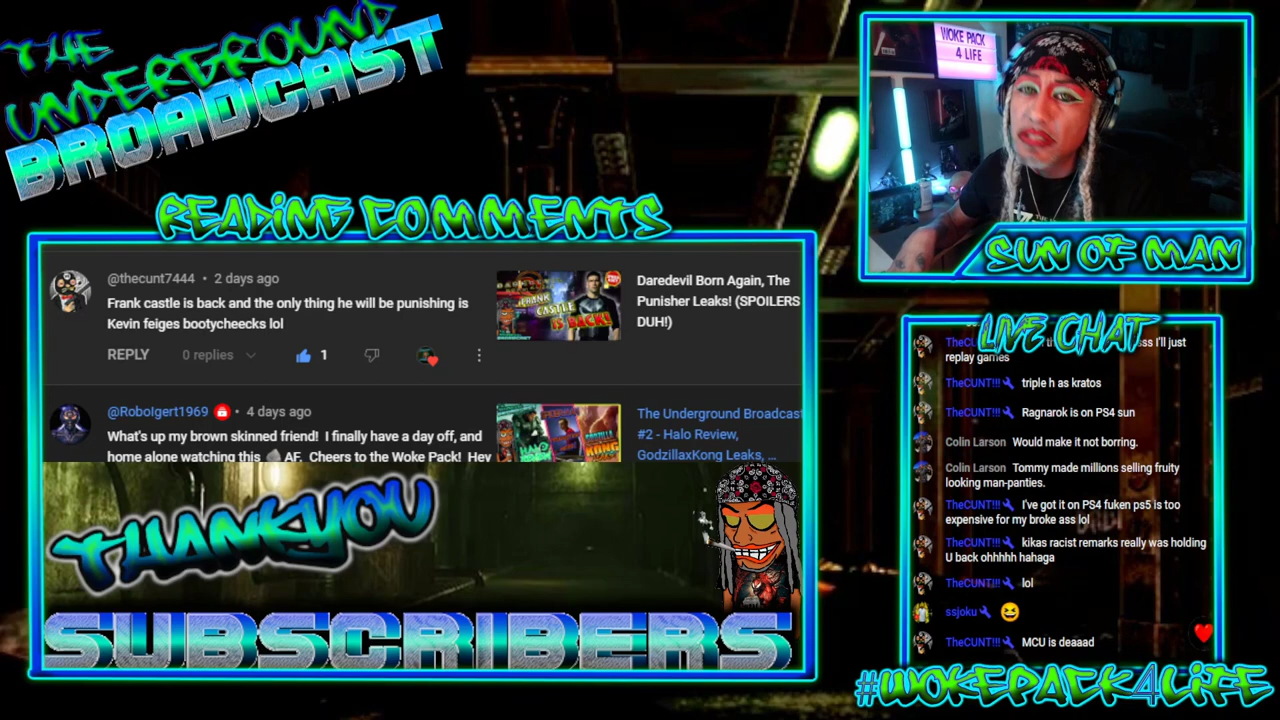 THE
UNDERGROUND
BROADCAST
WOKE PACK
4 LIFE
READING COMMENTS
SUN OF MAN
@thecunt7444 • 2 days ago
Frank castle is back and the only thing he will be punishing is
Kevin feiges bootycheecks lol
REPLY 0 replies 1
FRANK
CASTLE
IS BACK!
Daredevil Born Again, The
Punisher Leaks! (SPOILERS
DUH!)
@RoboIgert1969 • 4 days ago
What's up my brown skinned friend! I finally have a day off, and
home alone watching this AF. Cheers to the Woke Pack! Hey
The Underground Broadcast
#2 - Halo Review,
GodzillaxKong Leaks, ...
THANKYOU
SUBSCRIBERS
LIVE CHAT
sss I'll just
replay games
TheCUNT!!! triple h as kratos
TheCUNT!!! Ragnarok is on PS4 sun
Colin Larson Would make it not borring.
Colin Larson Tommy made millions selling fruity
looking man-panties.
TheCUNT!!! I've got it on PS4 fuken ps5 is too
expensive for my broke ass lol
TheCUNT!!! kikas racist remarks really was holding
U back ohhhhh hahaga
TheCUNT!!! lol
ssjoku 😆
TheCUNT!!! MCU is deaaad
#WOKEPACK4LIFE